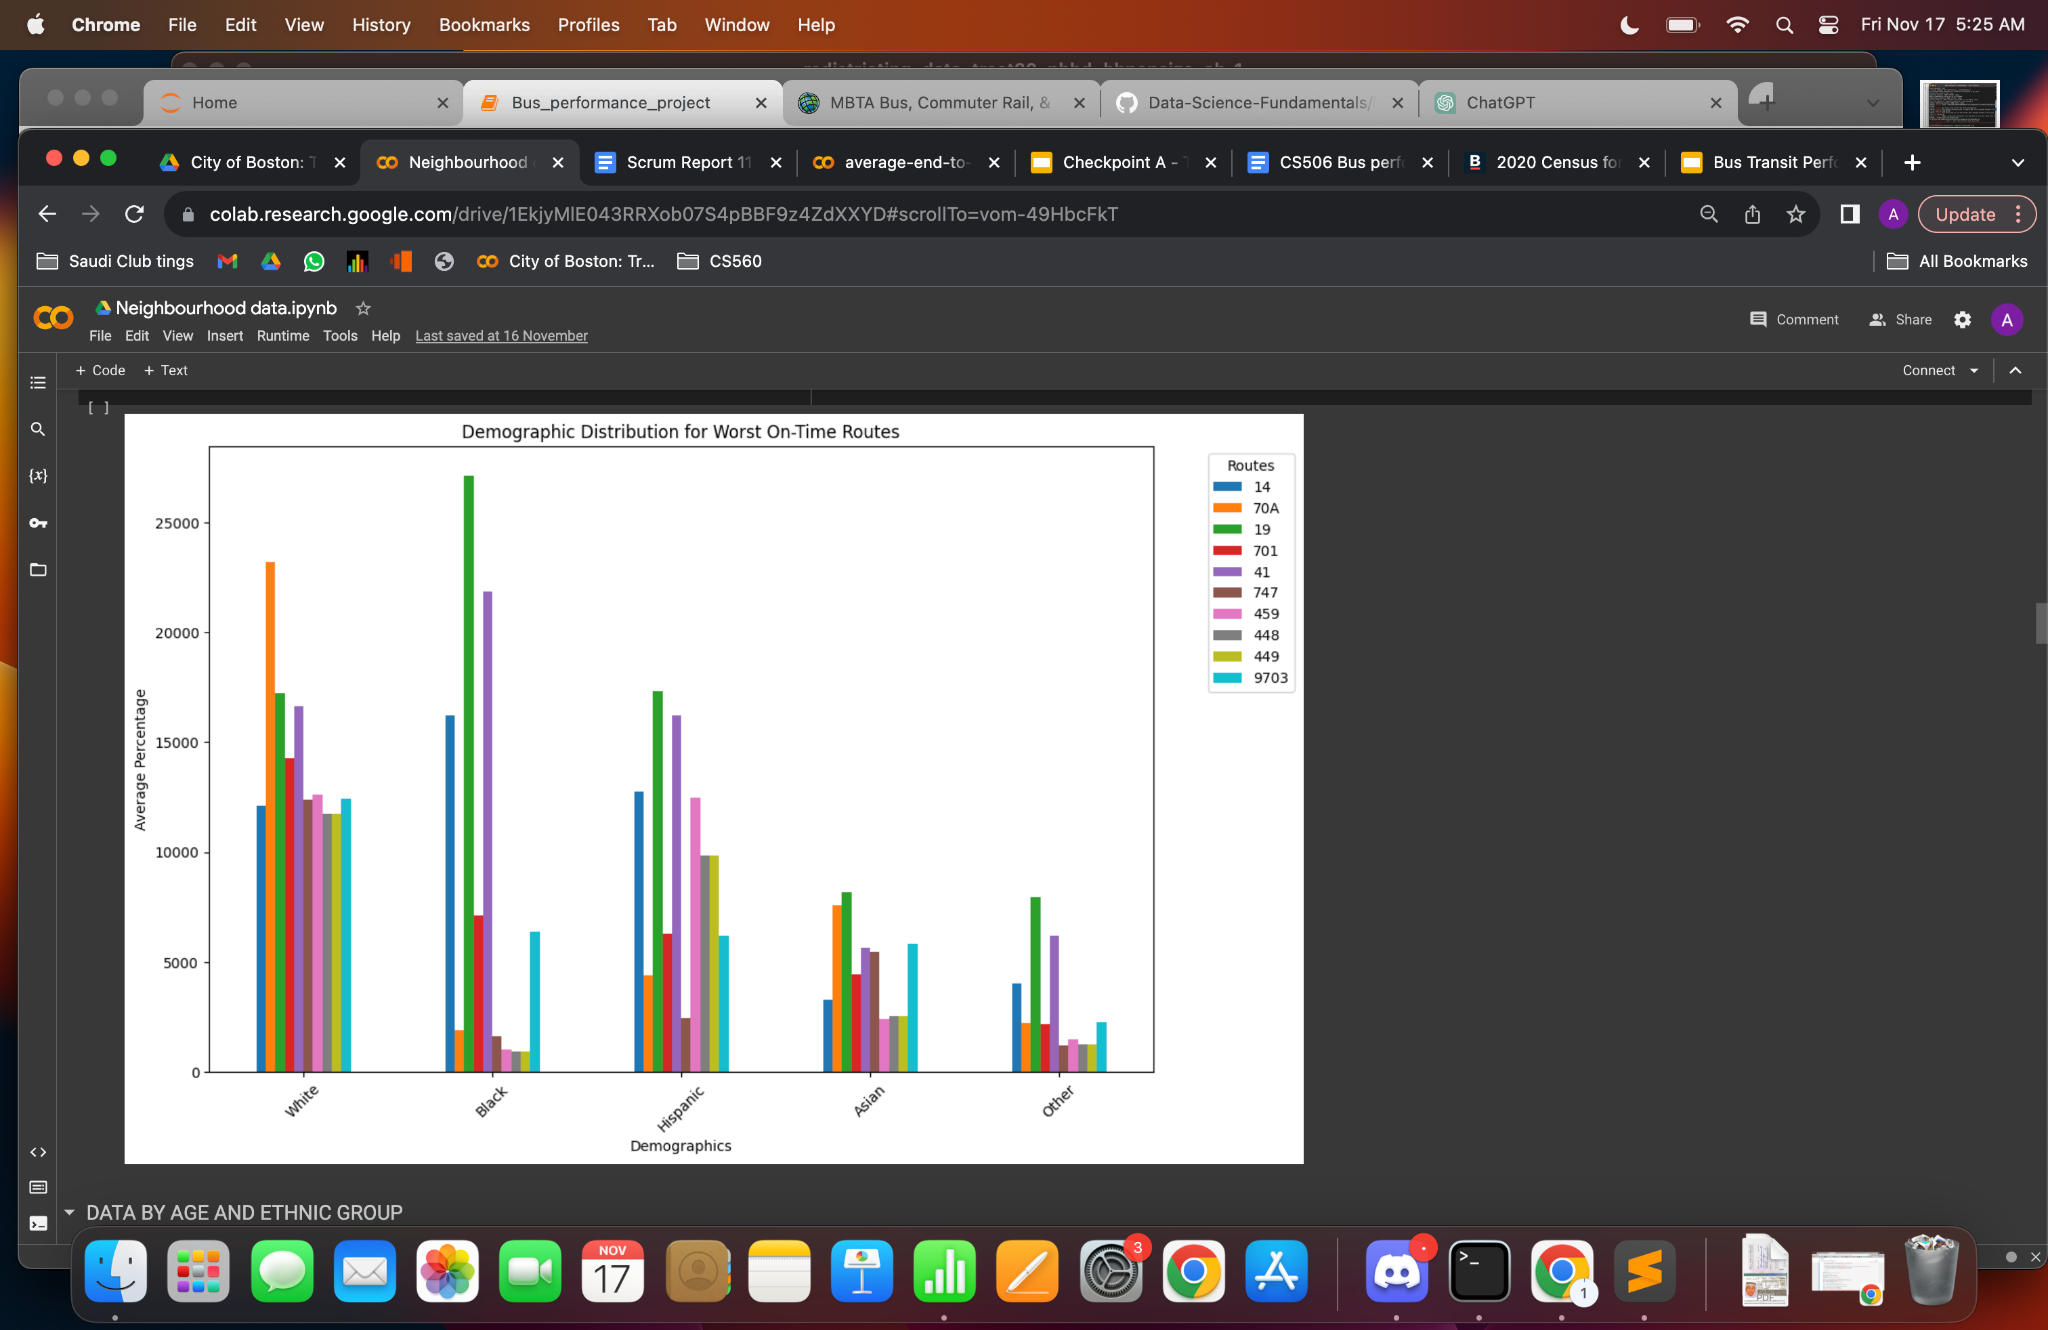 Chrome File Edit View History Bookmarks Profiles Tab Window Help Fri Nov 17 5:25 AM
Home Bus_performance_project MBTA Bus, Commuter Rail, & Data-Science-Fundamentals/ ChatGPT
City of Boston: T Neighbourhood Scrum Report 11 average-end-to- Checkpoint A - CS506 Bus perf 2020 Census fo Bus Transit Perf
colab.research.google.com/drive/1EkjyMlE043RRXob07S4pBBF9z4ZdXXYD#scrollTo=vom-49HbcFkT A Update
Saudi Club tings City of Boston: Tr... CS560 All Bookmarks
Neighbourhood data.ipynb
File Edit View Insert Runtime Tools Help Last saved at 16 November
Comment Share A
+ Code + Text Connect
[ ]
{x}
Demographic Distribution for Worst On-Time Routes
Average Percentage
25000
20000
15000
10000
5000
0
White Black Hispanic Asian Other
Demographics
Routes
14
70A
19
701
41
747
459
448
449
9703
DATA BY AGE AND ETHNIC GROUP
NOV
17
3
1
PDF